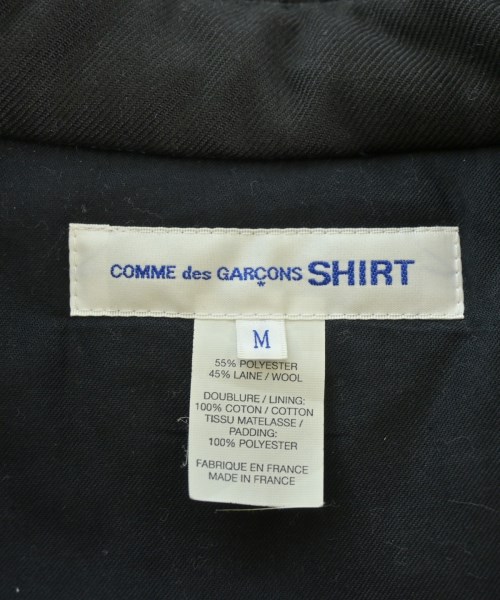 COMME des GARÇONS SHIRT
M
55% POLYESTER
45% LAINE / WOOL
DOUBLURE / LINING:
100% COTON / COTTON
TISSU MATELASSE /
PADDING:
100% POLYESTER
FABRIQUE EN FRANCE
MADE IN FRANCE